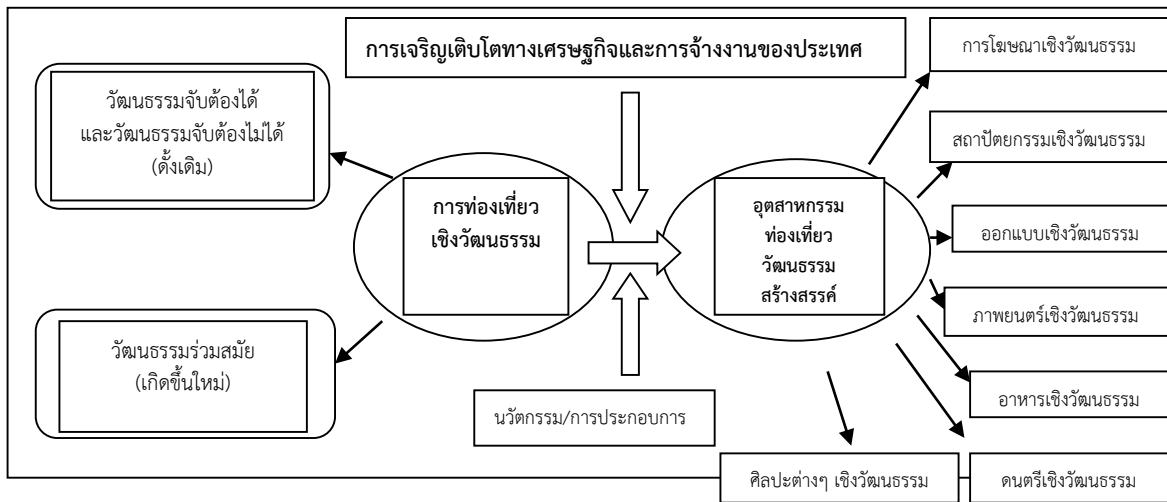 การเจริญเติบโตทางเศรษฐกิจและการจ้างงานของประเทศ
วัฒนธรรมจับต้องได้
และวัฒนธรรมจับต้องไม่ได้
(ดั้งเดิม)
วัฒนธรรมร่วมสมัย
(เกิดขึ้นใหม่)
การท่องเที่ยว
เชิงวัฒนธรรม
นวัตกรรม/การประกอบการ
อุตสาหกรรม
ท่องเที่ยว
วัฒนธรรม
สร้างสรรค์
การโฆษณาเชิงวัฒนธรรม
สถาปัตยกรรมเชิงวัฒนธรรม
ออกแบบเชิงวัฒนธรรม
ภาพยนตร์เชิงวัฒนธรรม
อาหารเชิงวัฒนธรรม
ดนตรีเชิงวัฒนธรรม
ศิลปะต่างๆ เชิงวัฒนธรรม